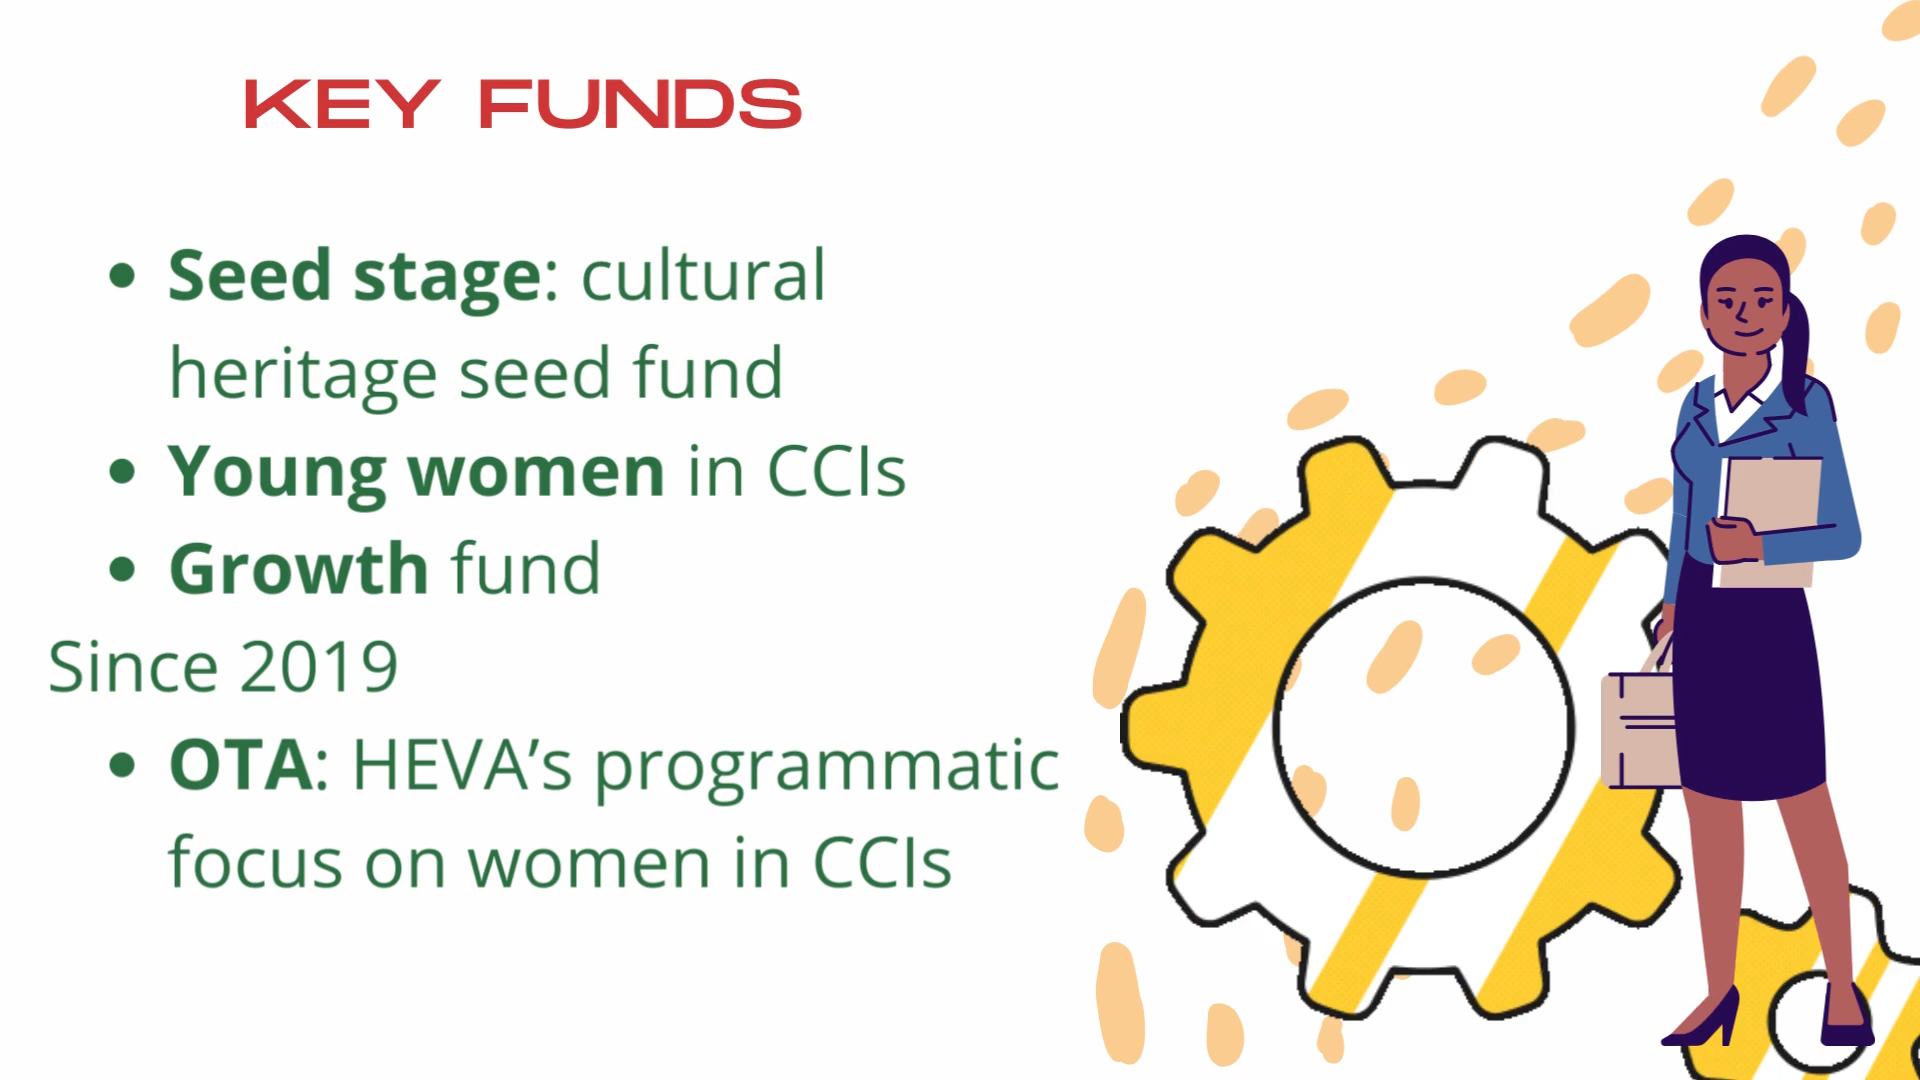 KEY FUNDS
• Seed stage: cultural
heritage seed fund
• Young women in CCIs
• Growth fund
Since 2019
• OTA: HEVA’s programmatic
focus on women in CCIs